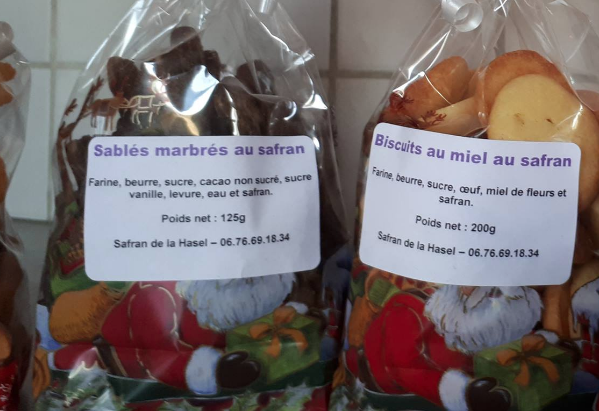 Sablés marbrés au safran
Farine, beurre, sucre, cacao non sucré, sucre
vanille, levure, eau et safran.
Poids net : 125g
Safran de la Hasel – 06.76.69.18.34
Biscuits au miel au safran
Farine, beurre, sucre, œuf, miel de fleurs et
safran.
Poids net : 200g
Safran de la Hasel – 06.76.69.18.34